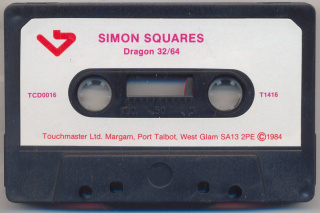 SIMON SQUARES
Dragon 32/64
TCD0016 T1416
Touchmaster Ltd. Margam, Port Talbot, West Glam SA13 2PE ©1984